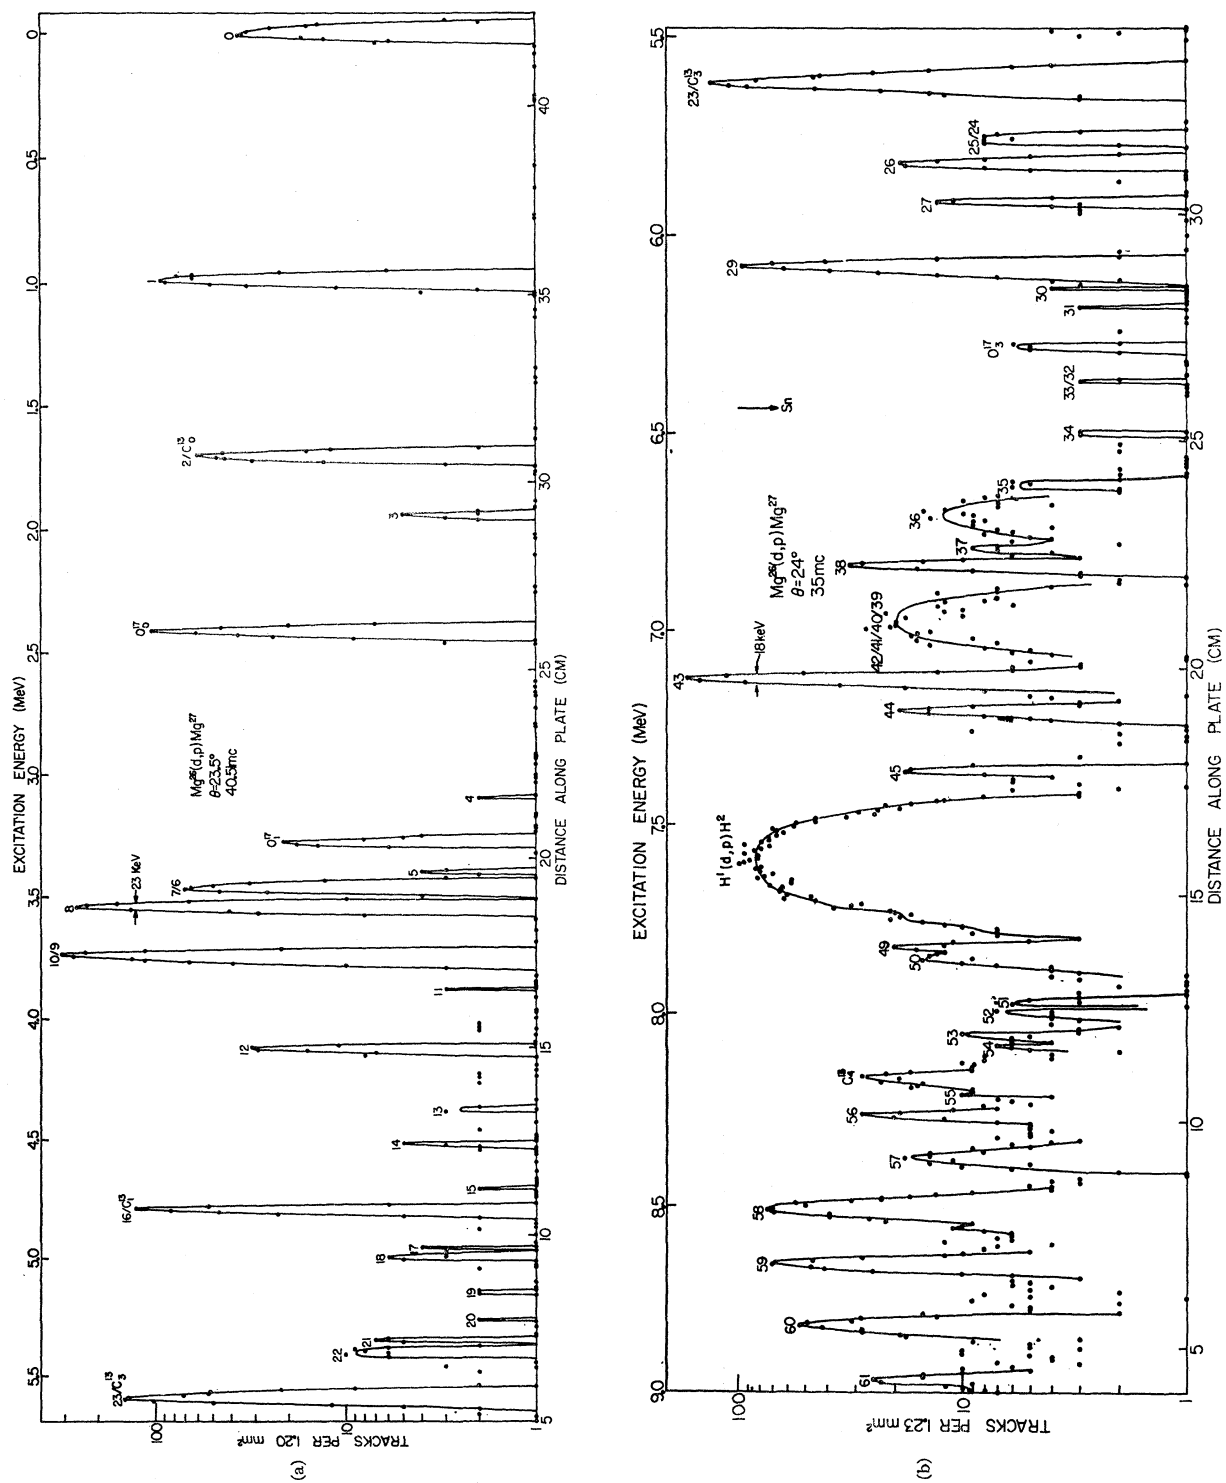 EXCITATION ENERGY (MeV)
0 0.5 1.0 1.5 2.0 2.5 3.0 3.5 4.0 4.5 5.0 5.5
0
1
2/C¹³₀
3
O¹⁷₀
4
O¹⁷₁
5
7/6
8
23 KeV
10/9
11
12
13
14
15
16/C¹³₁
17
18
19
20
21
22
23/C¹³₃
Mg²⁶(d,p)Mg²⁷
θ=23.5°
40.5mc
TRACKS PER 1.20 mm²
100
10
1
40 35 30 25 20 15 10 5
DISTANCE ALONG PLATE (CM)
(a)
EXCITATION ENERGY (MeV)
5.5 6.0 6.5 7.0 7.5 8.0 8.5 9.0
23/C¹³₃
25/24
26
27
29
30
31
O¹⁷₃
33/32
Sn
34
35
36
37
38
42/41/40/39
43
18 keV
44
45
H¹(d,p)H²
49
50
51
52
53
54
C¹³₄
55
56
57
58
59
60
61
Mg²⁶(d,p)Mg²⁷
θ=24°
35mc
TRACKS PER 1.23 mm²
100
10
1
30 25 20 15 10 5
DISTANCE ALONG PLATE (CM)
(b)